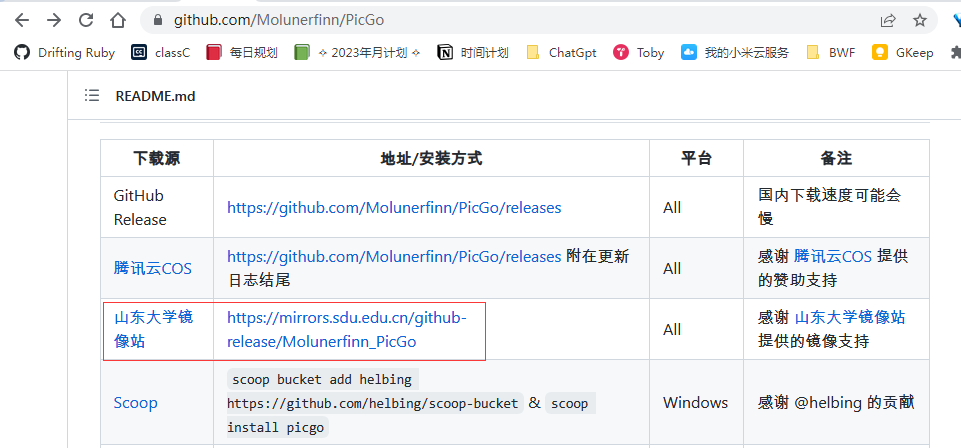 github.com/Molunerfinn/PicGo
Drifting Ruby classC 每日规划 ✧ 2023年月计划 ✧ 时间计划 ChatGpt Toby 我的小米云服务 BWF GKeep
README.md
下载源 地址/安装方式 平台 备注
GitHub
Release
https://github.com/Molunerfinn/PicGo/releases
All
国内下载速度可能会
慢
腾讯云COS
https://github.com/Molunerfinn/PicGo/releases 附在更新
日志结尾
All
感谢 腾讯云COS 提供
的赞助支持
山东大学镜
像站
https://mirrors.sdu.edu.cn/github-
release/Molunerfinn_PicGo
All
感谢 山东大学镜像站
提供的镜像支持
Scoop
scoop bucket add helbing
https://github.com/helbing/scoop-bucket & scoop
install picgo
Windows
感谢 @helbing 的贡献